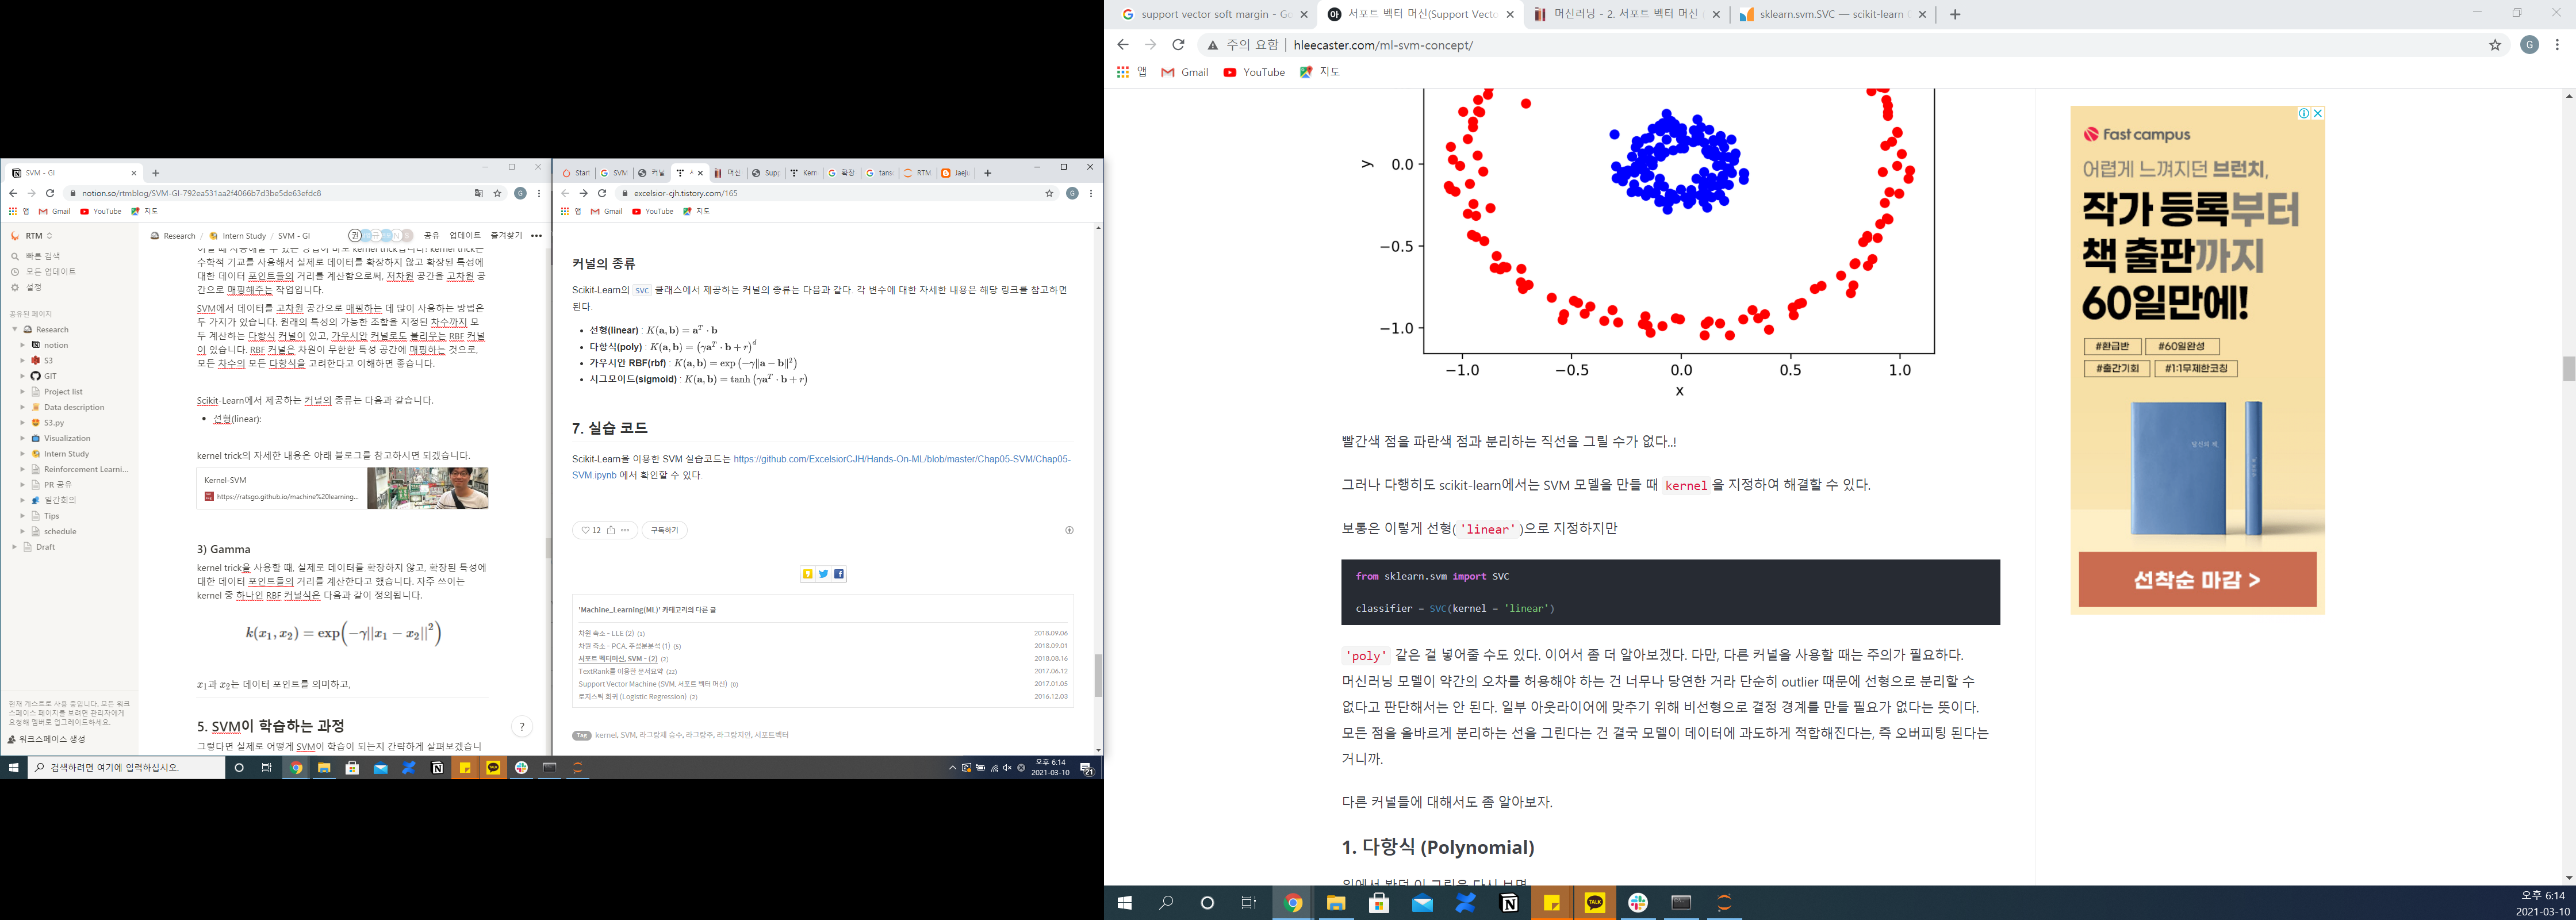 SVM - GI
notion.so/rtmblog/SVM-GI-792ea531aa2f4066b7d3be5de63efdc8
앱 Gmail YouTube 지도
RTM
Research / Intern Study / SVM - GI
공유 업데이트 즐겨찾기
빠른 검색
모든 업데이트
설정
공유된 페이지
Research
notion
S3
GIT
Project list
Data description
S3.py
Visualization
Intern Study
Reinforcement Learni...
PR 공유
일간회의
Tips
schedule
Draft
현재 게스트로 사용 중입니다. 모든 워크
스페이스 페이지를 보려면 관리자에게
요청해 멤버로 업그레이드하세요.
워크스페이스 생성
수학적 기교를 사용해서 실제로 데이터를 확장하지 않고 확장된 특성에
대한 데이터 포인트들의 거리를 계산함으로써, 저차원 공간을 고차원 공
간으로 매핑해주는 작업입니다.
SVM에서 데이터를 고차원 공간으로 매핑하는 데 많이 사용하는 방법은
두 가지가 있습니다. 원래의 특성의 가능한 조합을 지정된 차수까지 모
두 계산하는 다항식 커널이 있고, 가우시안 커널로도 불리우는 RBF 커널
이 있습니다. RBF 커널은 차원이 무한한 특성 공간에 매핑하는 것으로,
모든 차수의 모든 다항식을 고려한다고 이해하면 좋습니다.
Scikit-Learn에서 제공하는 커널의 종류는 다음과 같습니다.
• 선형(linear):
kernel trick의 자세한 내용은 아래 블로그를 참고하시면 되겠습니다.
Kernel-SVM
https://ratsgo.github.io/machine%20learning...
3) Gamma
kernel trick을 사용할 때, 실제로 데이터를 확장하지 않고, 확장된 특성에
대한 데이터 포인트들의 거리를 계산한다고 했습니다. 자주 쓰이는
kernel 중 하나인 RBF 커널식은 다음과 같이 정의됩니다.
k(x₁, x₂) = exp(−γ||x₁ − x₂||²)
x₁과 x₂는 데이터 포인트를 의미하고,
5. SVM이 학습하는 과정
그렇다면 실제로 어떻게 SVM이 학습이 되는지 간략하게 살펴보겠습니
?
Start SVM 커널 머신 Supp Kern 확장 tans RTM Jaeju
excelsior-cjh.tistory.com/165
앱 Gmail YouTube 지도
커널의 종류
Scikit-Learn의 SVC 클래스에서 제공하는 커널의 종류는 다음과 같다. 각 변수에 대한 자세한 내용은 해당 링크를 참고하면
된다.
• 선형(linear) : K(a, b) = aᵀ · b
• 다항식(poly) : K(a, b) = (γaᵀ · b + r)ᵈ
• 가우시안 RBF(rbf) : K(a, b) = exp (−γ||a − b||²)
• 시그모이드(sigmoid) : K(a, b) = tanh (γaᵀ · b + r)
7. 실습 코드
Scikit-Learn을 이용한 SVM 실습코드는 https://github.com/ExcelsiorCJH/Hands-On-ML/blob/master/Chap05-SVM/Chap05-
SVM.ipynb 에서 확인할 수 있다.
12
구독하기
'Machine_Learning(ML)' 카테고리의 다른 글
차원 축소 - LLE (2) (1) 2018.09.06
차원 축소 - PCA, 주성분분석 (1) (5) 2018.09.01
서포트 벡터머신, SVM - (2) (2) 2018.08.16
TextRank를 이용한 문서요약 (22) 2017.06.12
Support Vector Machine (SVM, 서포트 벡터 머신) (6) 2017.01.05
로지스틱 회귀 (Logistic Regression) (2) 2016.12.03
Tag kernel, SVM, 라그랑제 승수, 라그랑주, 라그랑지안, 서포트벡터
검색하려면 여기에 입력하십시오.
오후 6:14
2021-03-10
21
support vector soft margin - Go
서포트 벡터 머신(Support Vecto
머신러닝 - 2. 서포트 벡터 머신
sklearn.svm.SVC — scikit-learn
주의 요함 | hleecaster.com/ml-svm-concept/
앱 Gmail YouTube 지도
y
0.0
−0.5
−1.0
−1.0 −0.5 0.0 0.5 1.0
x
빨간색 점을 파란색 점과 분리하는 직선을 그릴 수가 없다..!
그러나 다행히도 scikit-learn에서는 SVM 모델을 만들 때 kernel 을 지정하여 해결할 수 있다.
보통은 이렇게 선형( 'linear' )으로 지정하지만
from sklearn.svm import SVC
classifier = SVC(kernel = 'linear')
'poly' 같은 걸 넣어줄 수도 있다. 이어서 좀 더 알아보겠다. 다만, 다른 커널을 사용할 때는 주의가 필요하다.
머신러닝 모델이 약간의 오차를 허용해야 하는 건 너무나 당연한 거라 단순히 outlier 때문에 선형으로 분리할 수
없다고 판단해서는 안 된다. 일부 아웃라이어에 맞추기 위해 비선형으로 결정 경계를 만들 필요가 없다는 뜻이다.
모든 점을 올바르게 분리하는 선을 그린다는 건 결국 모델이 데이터에 과도하게 적합해진다는, 즉 오버피팅 된다는
거니까.
다른 커널들에 대해서도 좀 알아보자.
1. 다항식 (Polynomial)
위에서 봤던 이 그림을 다시 보면
Fast campus
어렵게 느껴지던 브런치,
작가 등록부터
책 출판까지
60일만에!
#환급반 #60일완성
#출간기회 #1:1무제한코칭
당신의 책,
선착순 마감 >
TALK
오후 6:14
2021-03-10